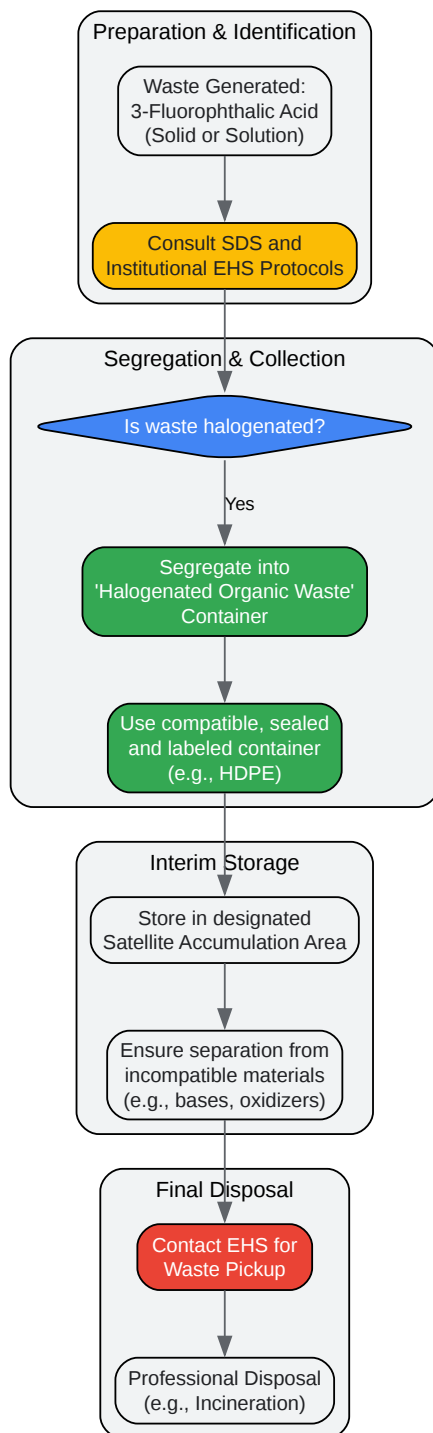 Preparation & Identification
Waste Generated:
3-Fluorophthalic Acid
(Solid or Solution)
Consult SDS and
Institutional EHS Protocols
Segregation & Collection
Is waste halogenated?
Yes
Segregate into
'Halogenated Organic Waste'
Container
Use compatible, sealed
and labeled container
(e.g., HDPE)
Interim Storage
Store in designated
Satellite Accumulation Area
Ensure separation from
incompatible materials
(e.g., bases, oxidizers)
Final Disposal
Contact EHS for
Waste Pickup
Professional Disposal
(e.g., Incineration)